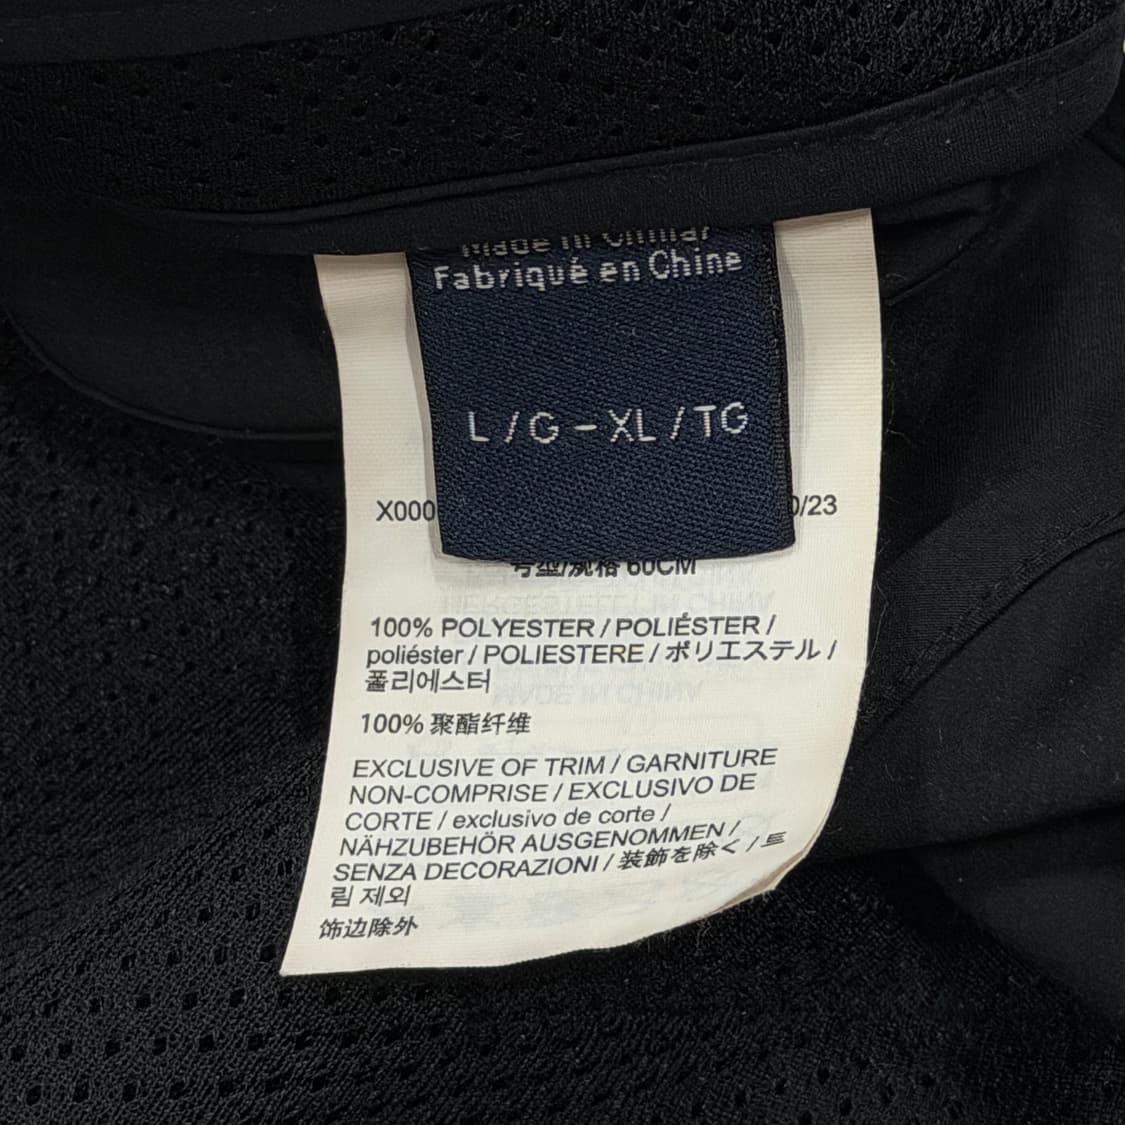 Fabriqué en Chine
L / G - XL / TG
X000
0/23
号型/规格 60CM
100% POLYESTER / POLIÉSTER /
poliéster / POLIESTERE / ポリエステル /
폴리에스터
100% 聚酯纤维
EXCLUSIVE OF TRIM / GARNITURE
NON-COMPRISE / EXCLUSIVO DE
CORTE / exclusivo de corte /
NÄHZUBEHÖR AUSGENOMMEN /
SENZA DECORAZIONI / 装飾を除く / 트
림 제외
饰边除外